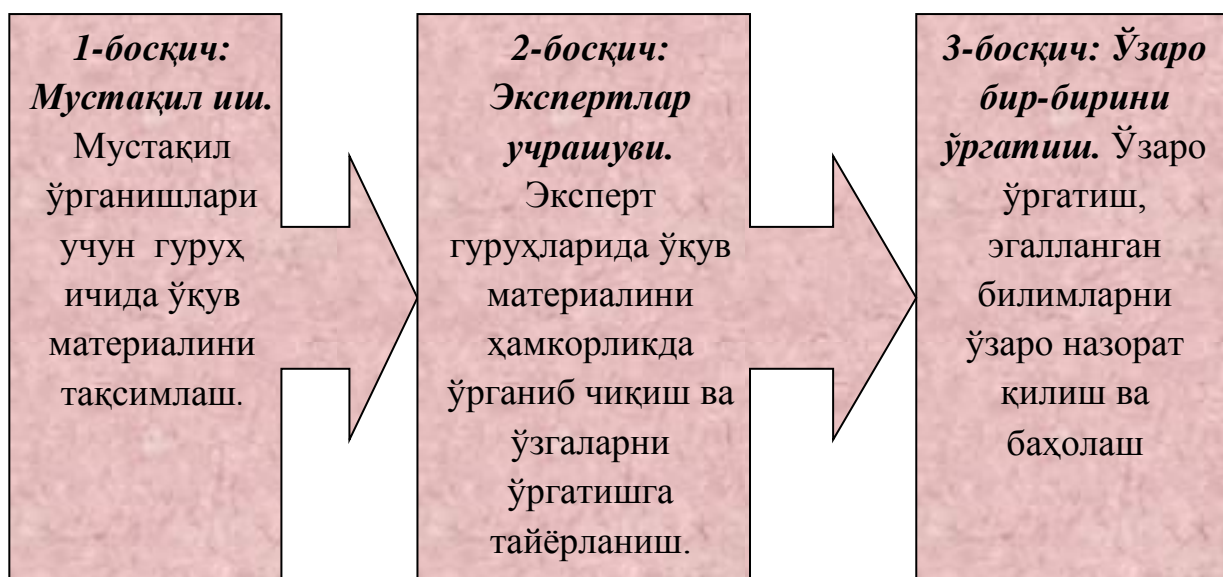 1-босқич:
Мустақил иш.
Мустақил
ўрганишлари
учун гуруҳ
ичида ўқув
материалини
тақсимлаш.
2-босқич:
Экспертлар
учрашуви.
Эксперт
гуруҳларида ўқув
материалини
ҳамкорликда
ўрганиб чиқиш ва
ўзгаларни
ўргатишга
тайёрланиш.
3-босқич: Ўзаро
бир-бирини
ўргатиш. Ўзаро
ўргатиш,
эгалланган
билимларни
ўзаро назорат
қилиш ва
баҳолаш